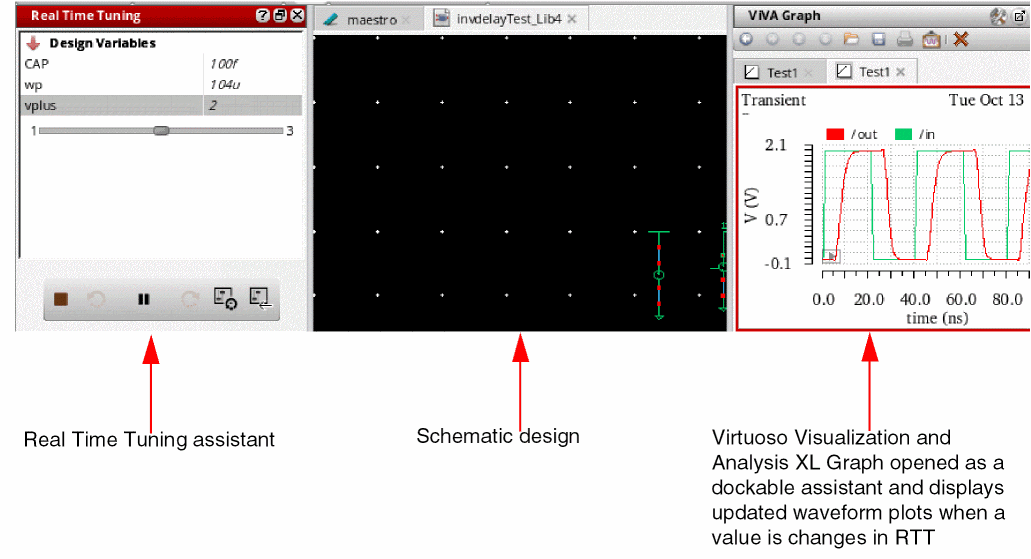 Real Time Tuning
Design Variables
CAP 100f
wp 104u
vplus 2
1 3
maestro invdelayTest_Lib4
ViVA Graph
Test1 Test1
Transient Tue Oct 13
/out /in
2.1
0.7
-0.1
V (V)
0.0 20.0 40.0 60.0 80.0
time (ns)
Real Time Tuning assistant
Schematic design
Virtuoso Visualization and
Analysis XL Graph opened as a
dockable assistant and displays
updated waveform plots when a
value is changes in RTT